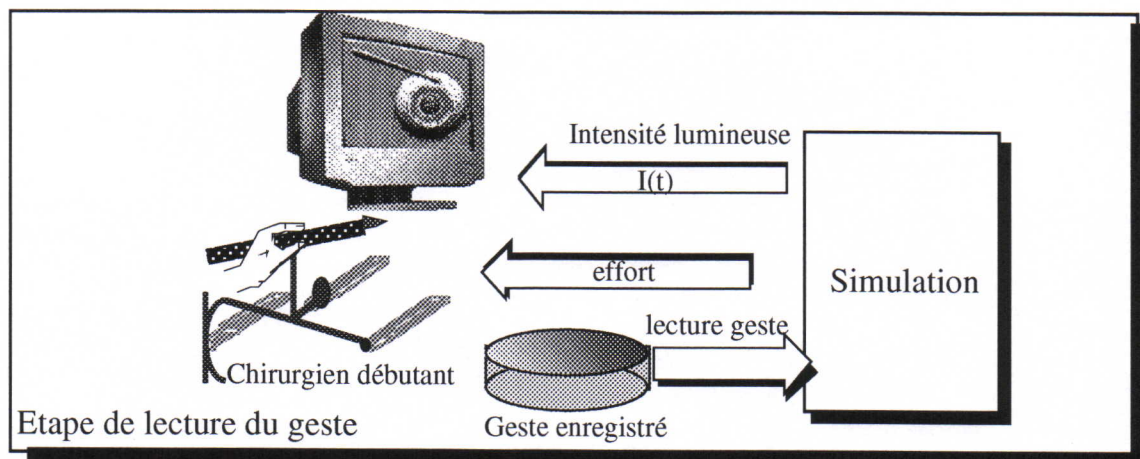 Intensité lumineuse
I(t)
effort
Simulation
lecture geste
Chirurgien débutant
Etape de lecture du geste
Geste enregistré